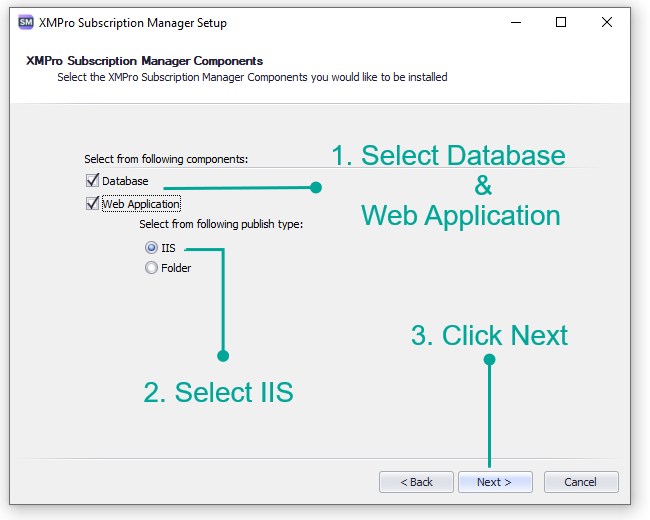 SM XMPro Subscription Manager Setup
XMPro Subscription Manager Components
Select the XMPro Subscription Manager Components you would like to be installed
Select from following components:
1. Select Database
&
Web Application
Database
Web Application
Select from following publish type:
IIS
Folder
2. Select IIS
3. Click Next
< Back Next > Cancel